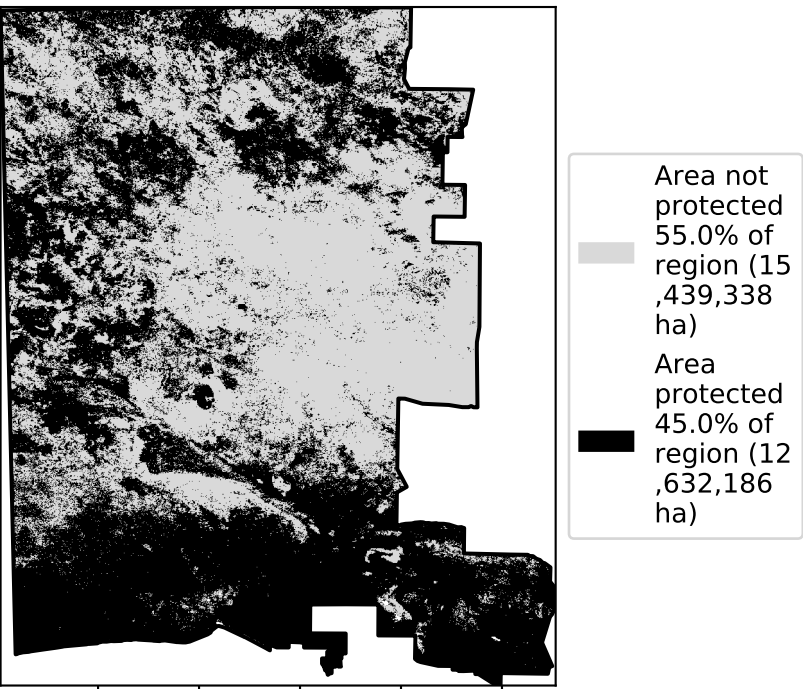 Area not
protected
55.0% of
region (15
,439,338
ha)
Area
protected
45.0% of
region (12
,632,186
ha)